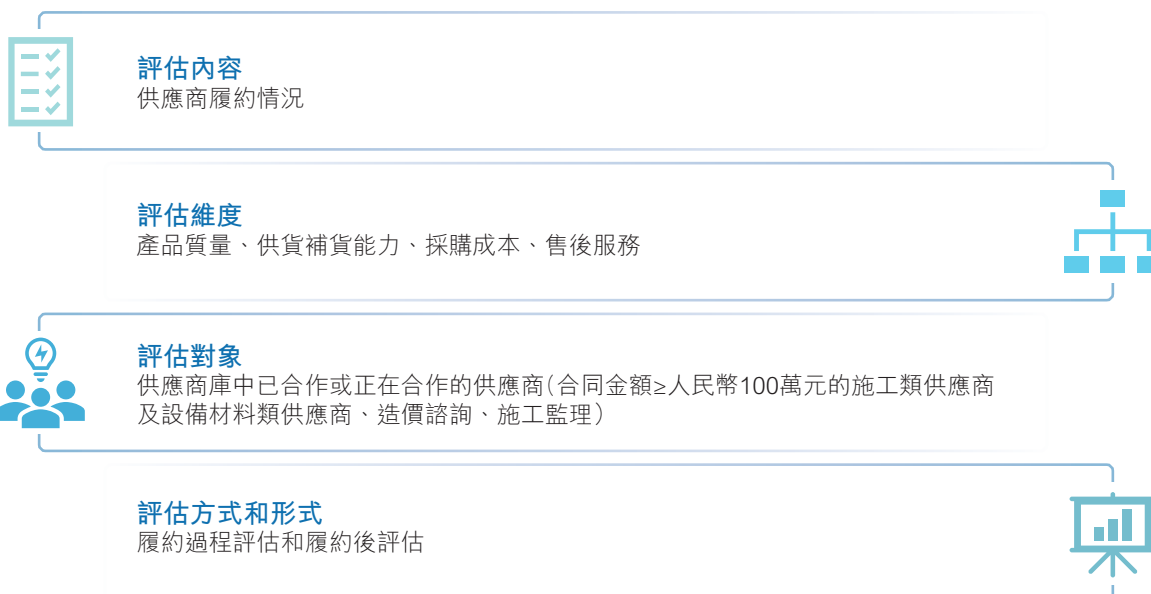 評估內容
供應商履約情況
評估維度
產品質量、供貨補貨能力、採購成本、售後服務
評估對象
供應商庫中已合作或正在合作的供應商（合同金額≥人民幣100萬元的施工類供應商
及設備材料類供應商、造價諮詢、施工監理）
評估方式和形式
履約過程評估和履約後評估